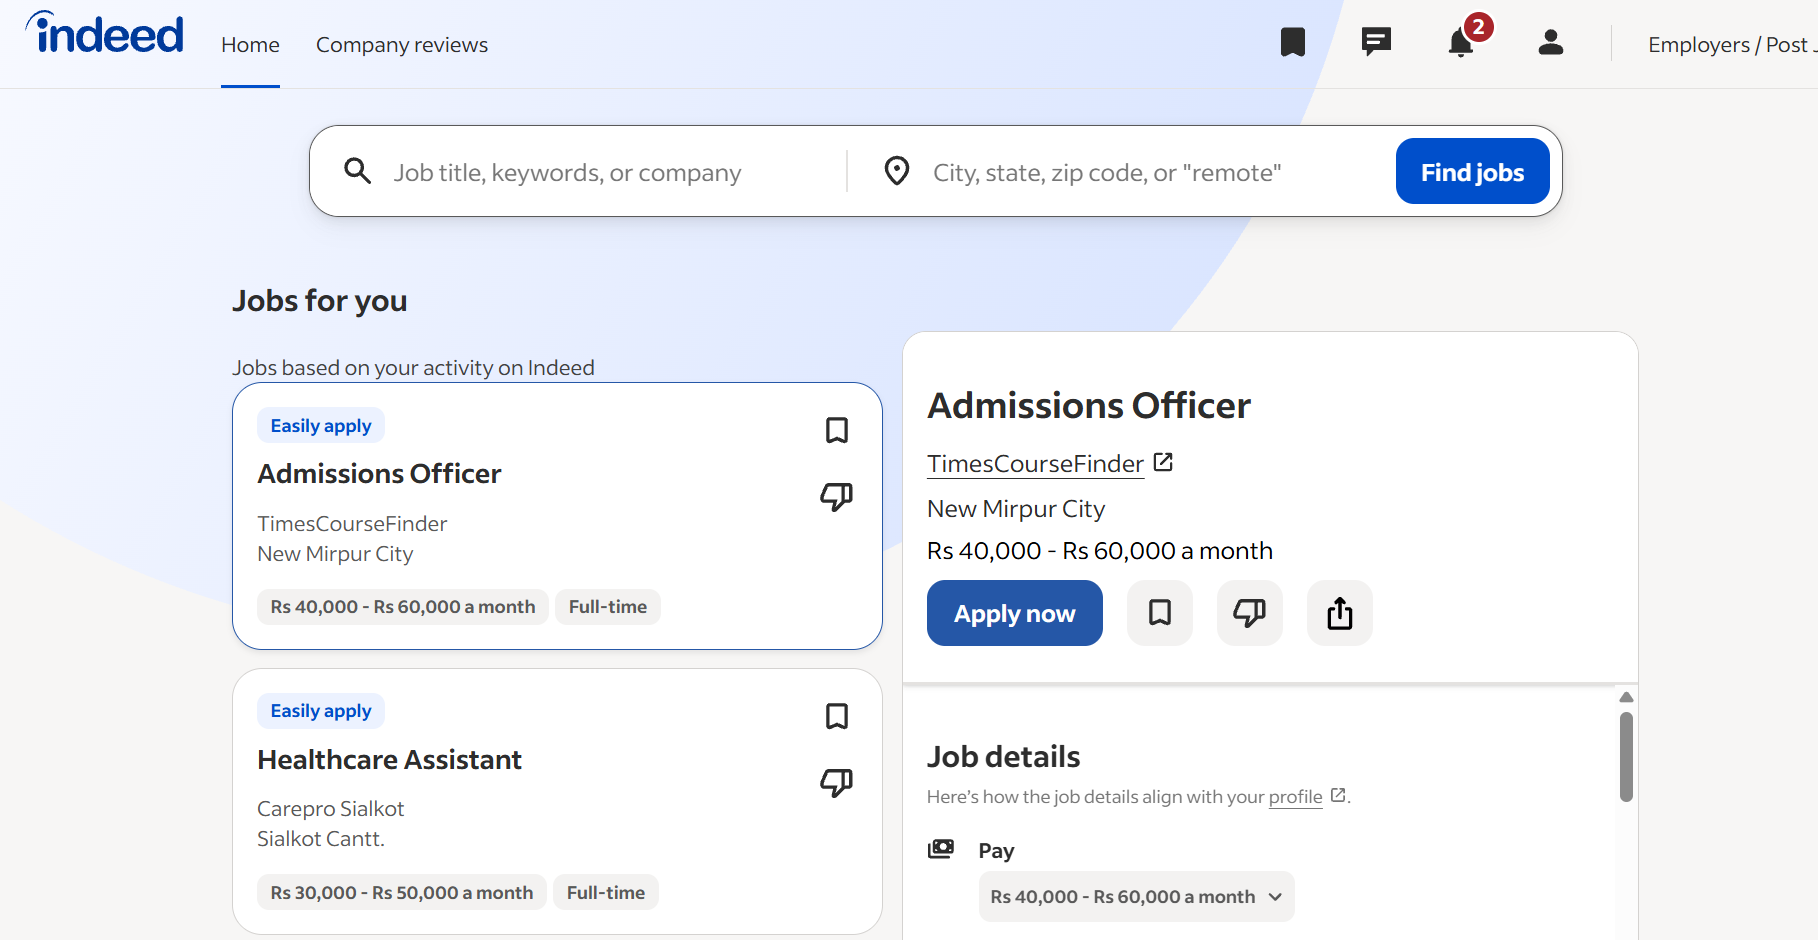 indeed
Home
Company reviews
2
Employers / Post
Job title, keywords, or company
City, state, zip code, or "remote"
Find jobs
Jobs for you
Jobs based on your activity on Indeed
Easily apply
Admissions Officer
TimesCourseFinder
New Mirpur City
Rs 40,000 - Rs 60,000 a month
Full-time
Easily apply
Healthcare Assistant
Carepro Sialkot
Sialkot Cantt.
Rs 30,000 - Rs 50,000 a month
Full-time
Admissions Officer
TimesCourseFinder
New Mirpur City
Rs 40,000 - Rs 60,000 a month
Apply now
Job details
Here’s how the job details align with your profile.
Pay
Rs 40,000 - Rs 60,000 a month